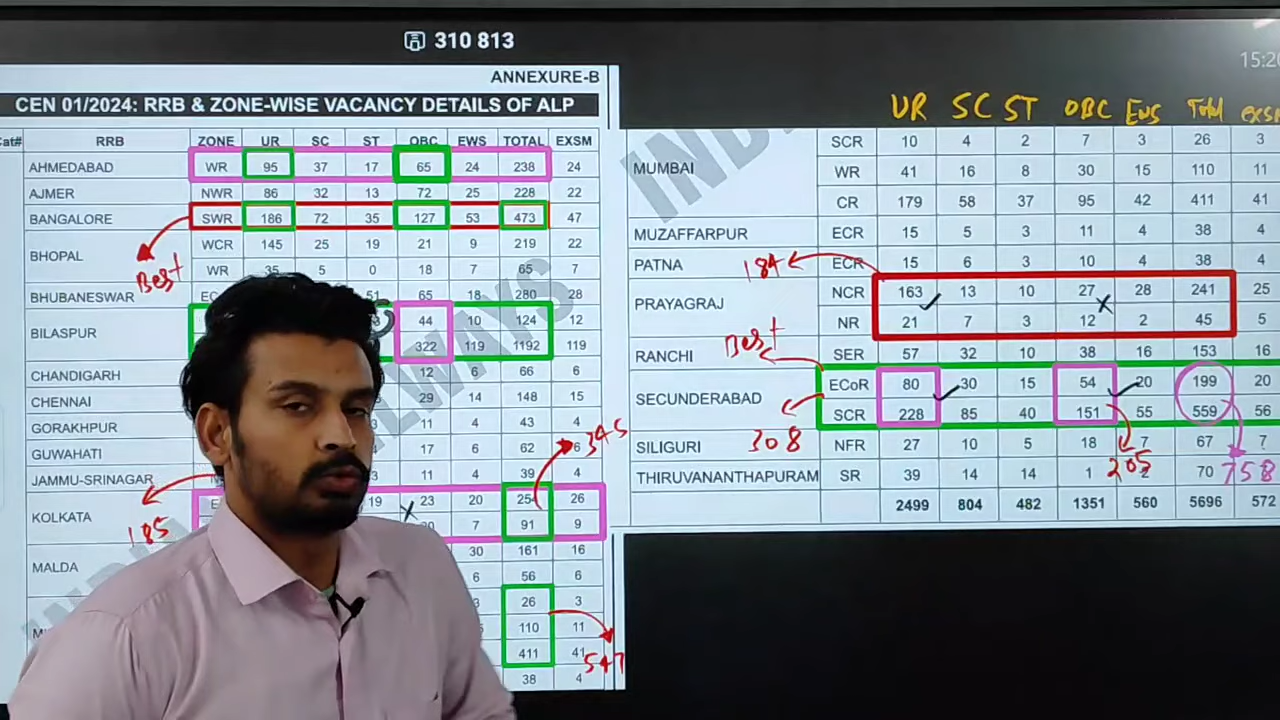 310 813
15:20
ANNEXURE-B
CEN 01/2024: RRB & ZONE-WISE VACANCY DETAILS OF ALP
Cat# RRB ZONE UR SC ST OBC EWS TOTAL EXSM
AHMEDABAD WR 95 37 17 65 24 238 24
AJMER NWR 86 32 13 72 25 228 22
BANGALORE SWR 186 72 35 127 53 473 47
BHOPAL
WCR 145 25 19 21 9 219 22
WR 35 5 0 18 7 65 7
Best
BHUBANESWAR 51 65 18 280 28
BILASPUR
44 10 124 12
322 119 1192 119
CHANDIGARH 12 6 66 6
CHENNAI 29 14 148 15
GORAKHPUR 11 4 43 4
GUWAHATI 7 6 62 6
345
JAMMU-SRINAGAR 11 4 39 4
KOLKATA
19 23 20 254 26
7 91 9
185
MALDA
30 161 16
6 56 6
26 3
110 11
411 41
547
38 4
UR SC ST OBC EWS Total EXSM
MUMBAI
SCR 10 4 2 7 3 26 3
WR 41 16 8 30 15 110 11
CR 179 58 37 95 42 411 41
MUZAFFARPUR ECR 15 5 3 11 4 38 4
PATNA ECR 15 6 3 10 4 38 4
184
PRAYAGRAJ
NCR 163 13 10 27 28 241 25
NR 21 7 3 12 2 45 5
Best
RANCHI SER 57 32 10 38 16 153 16
SECUNDERABAD
ECoR 80 30 15 54 20 199 20
SCR 228 85 40 151 55 559 56
308
SILIGURI NFR 27 10 5 18 7 67 7
205
758
THIRUVANANTHAPURAM SR 39 14 14 1 2 70
2499 804 482 1351 560 5696 572